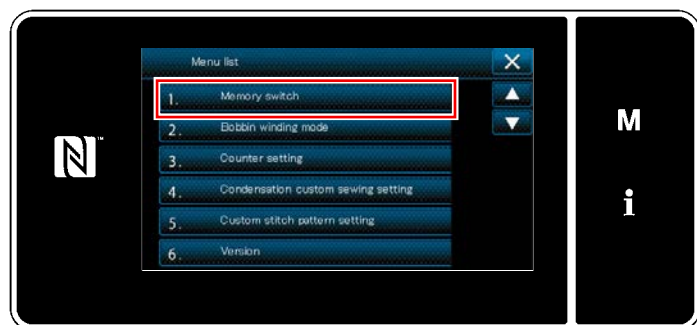 Menu list
1. Memory switch
2. Bobbin winding mode
3. Counter setting
4. Condensation custom sewing setting
5. Custom stitch pattern setting
6. Version
M
i